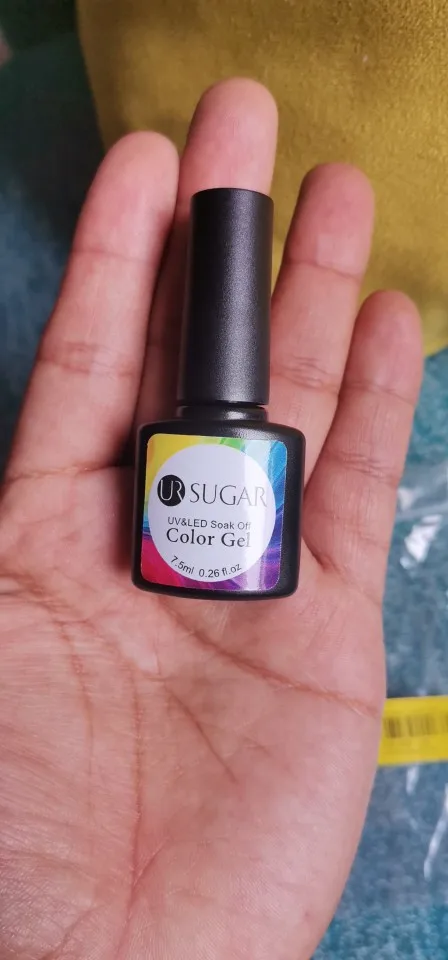 UR SUGAR
UV&LED Soak Off
Color Gel
7.5ml 0.26 fl.oz